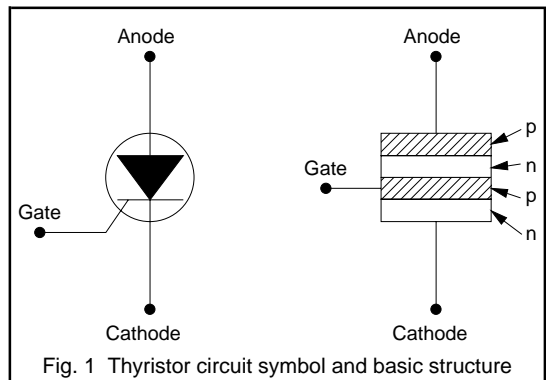 Anode
Anode
p
n
Gate
p
Gate
n
Cathode
Cathode
Fig. 1 Thyristor circuit symbol and basic structure